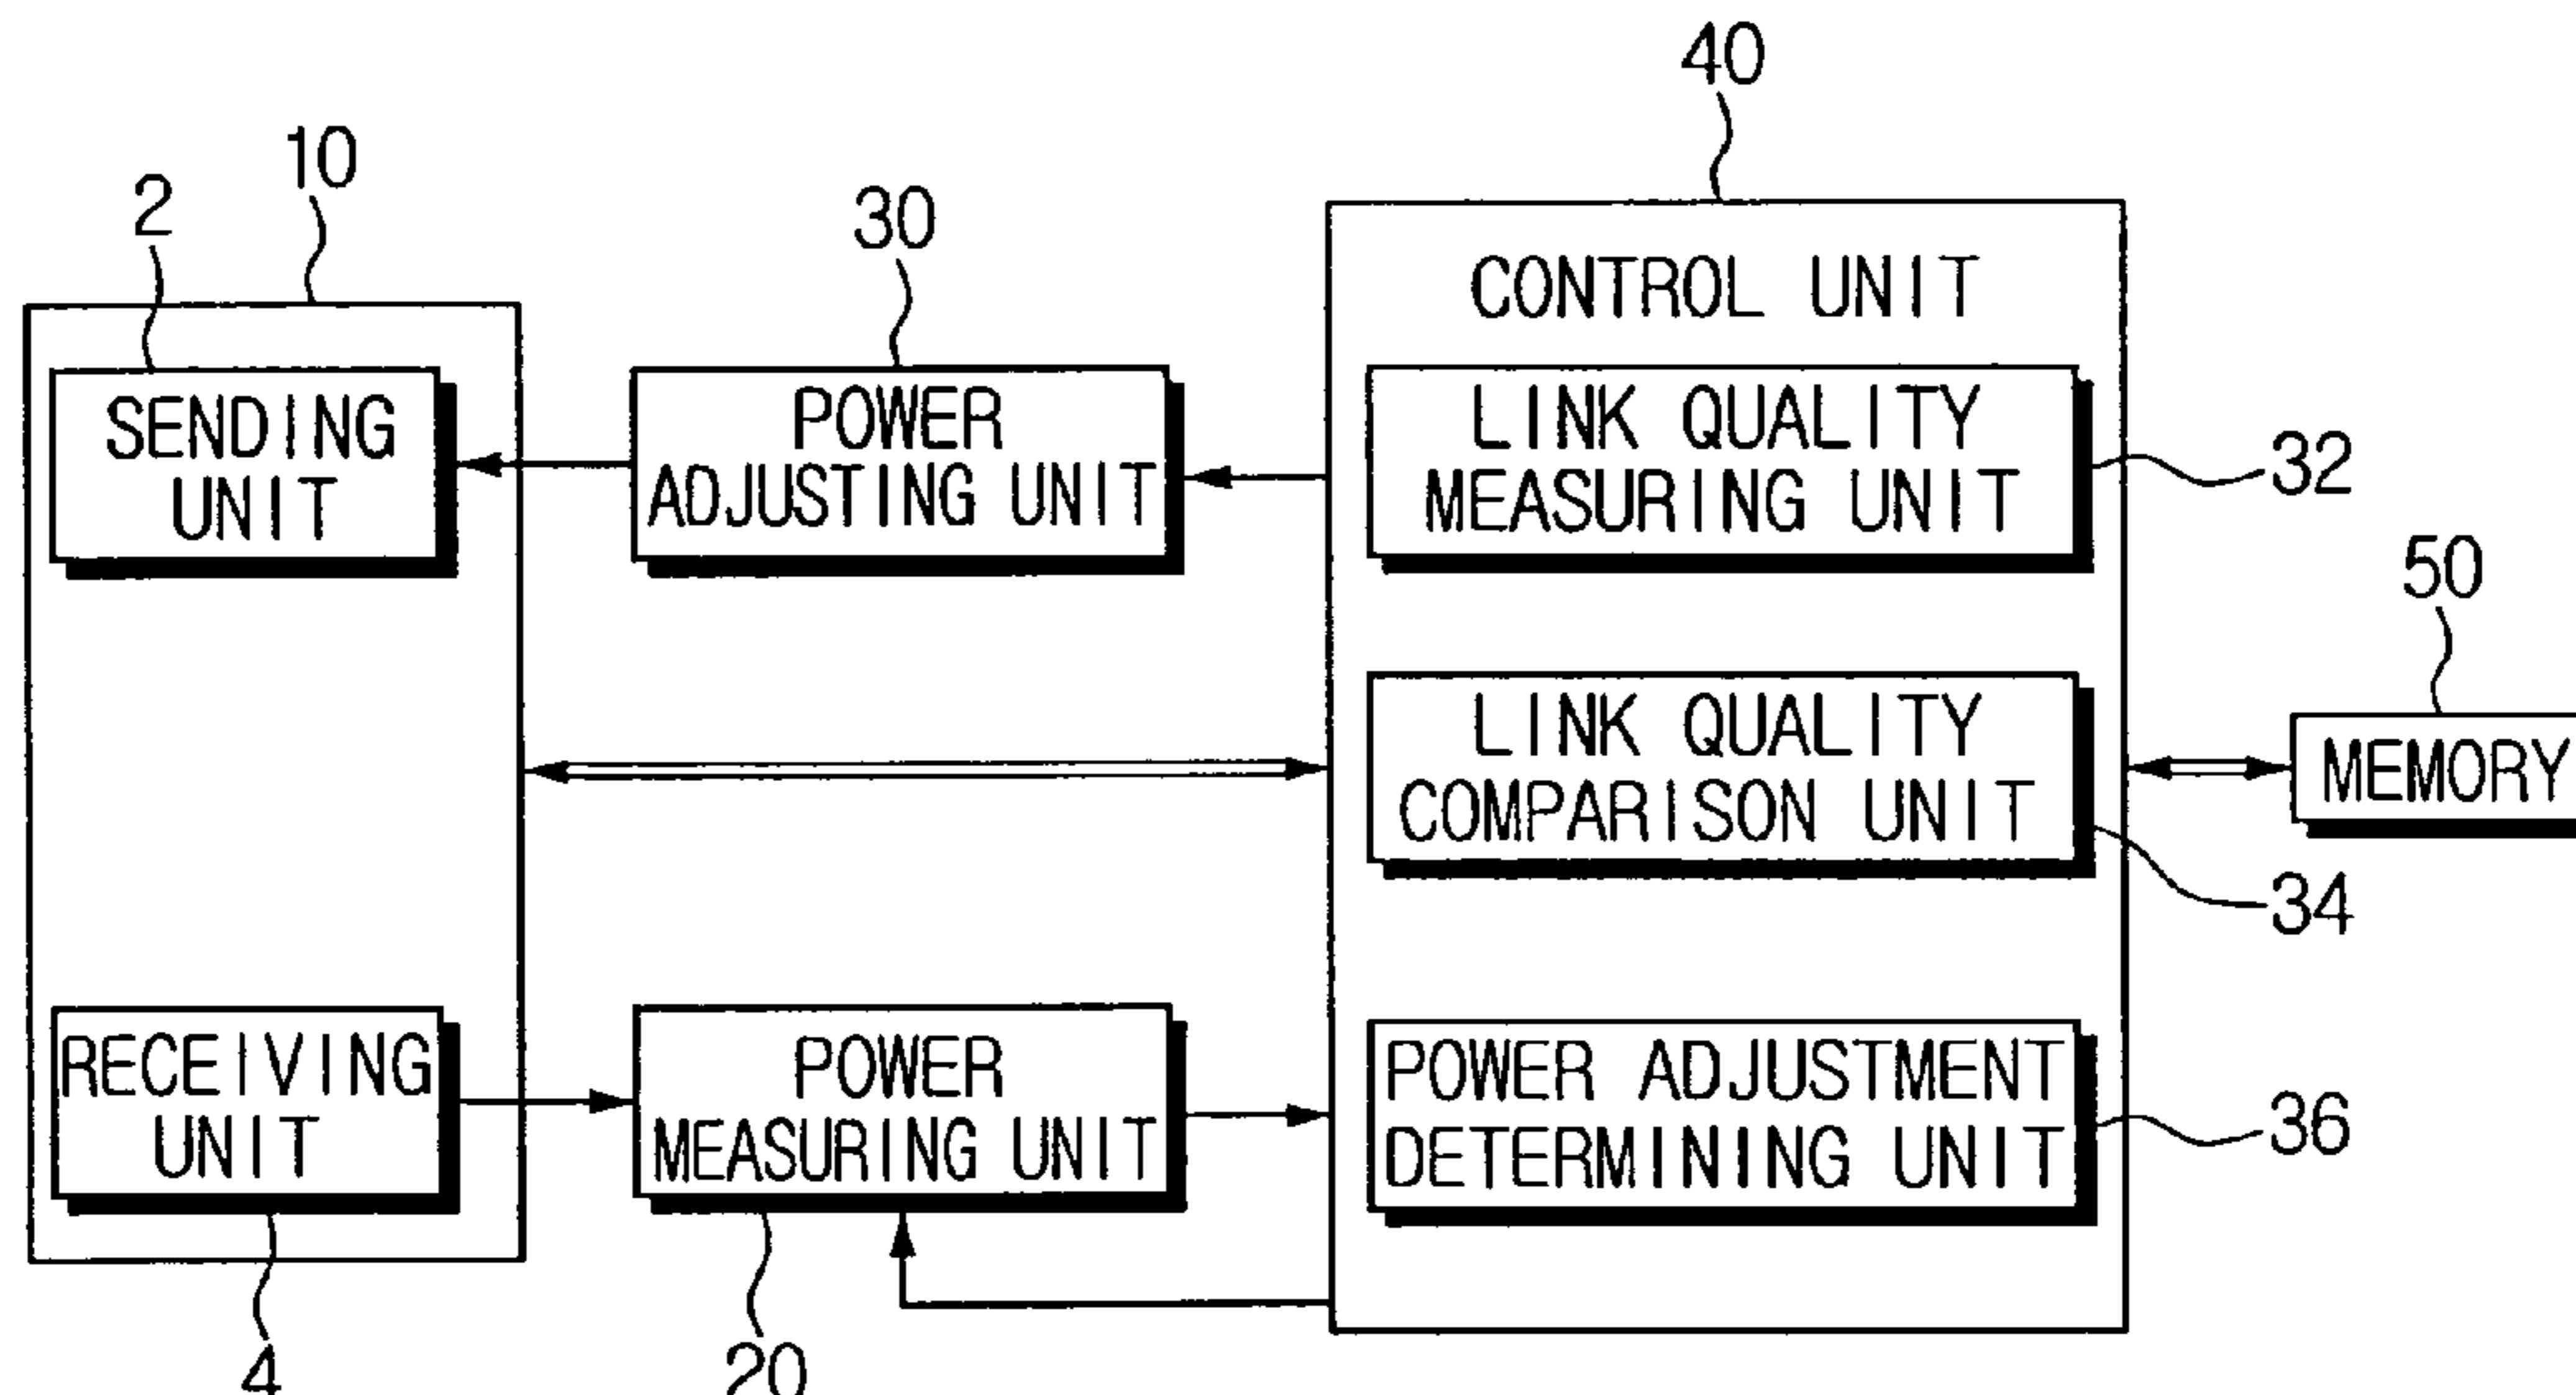 40
10
2
30
CONTROL UNIT
SENDING
UNIT
POWER
ADJUSTING UNIT
LINK QUALITY
MEASURING UNIT
32
50
LINK QUALITY
COMPARISON UNIT
MEMORY
34
RECEIVING
UNIT
POWER
MEASURING UNIT
POWER ADJUSTMENT
DETERMINING UNIT
36
4
20